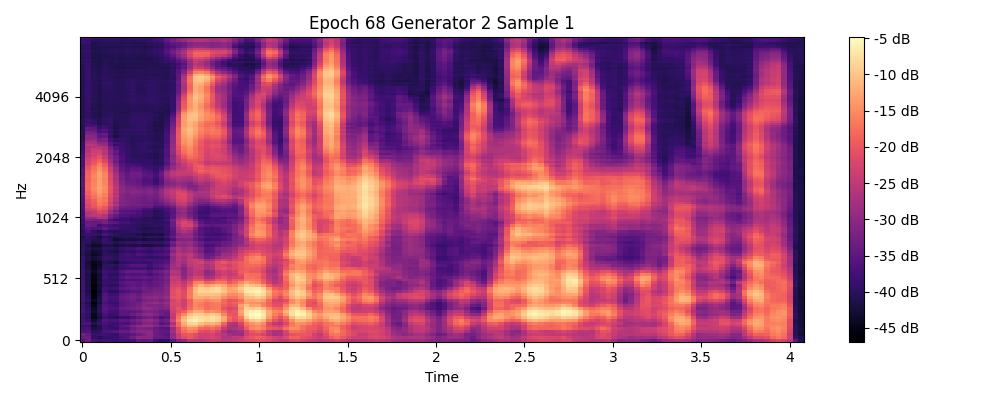 Epoch 68 Generator 2 Sample 1
Hz
4096
2048
1024
512
0
0 0.5 1 1.5 2 2.5 3 3.5 4
Time
-5 dB
-10 dB
-15 dB
-20 dB
-25 dB
-30 dB
-35 dB
-40 dB
-45 dB